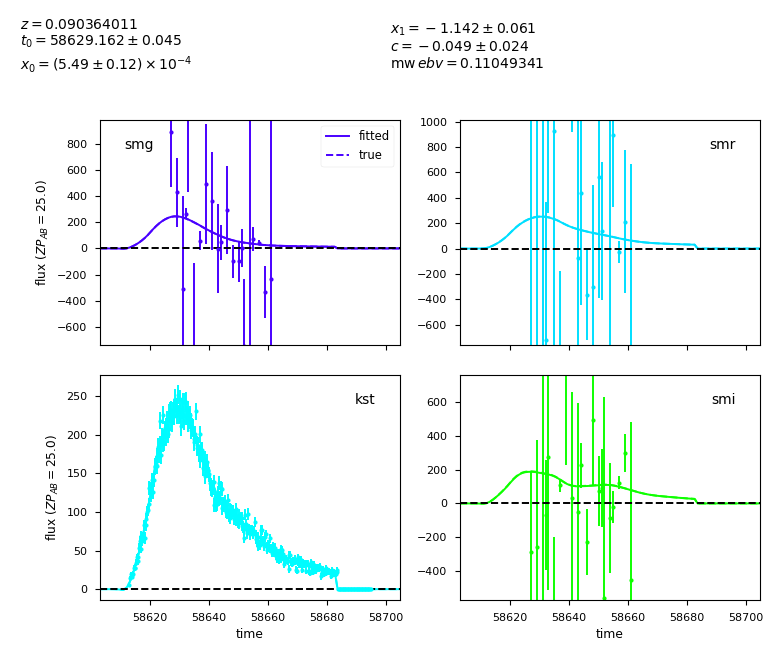 z = 0.090364011
t₀ = 58629.162 ± 0.045
x₀ = (5.49 ± 0.12) × 10⁻⁴
x₁ = −1.142 ± 0.061
c = −0.049 ± 0.024
mw ebv = 0.11049341
smg
fitted
true
flux (ZP_AB = 25.0)
800
600
400
200
0
−200
−400
−600
smr
1000
800
600
400
200
0
−200
−400
−600
kst
flux (ZP_AB = 25.0)
250
200
150
100
50
0
58620 58640 58660 58680 58700
time
smi
600
400
200
0
−200
−400
58620 58640 58660 58680 58700
time